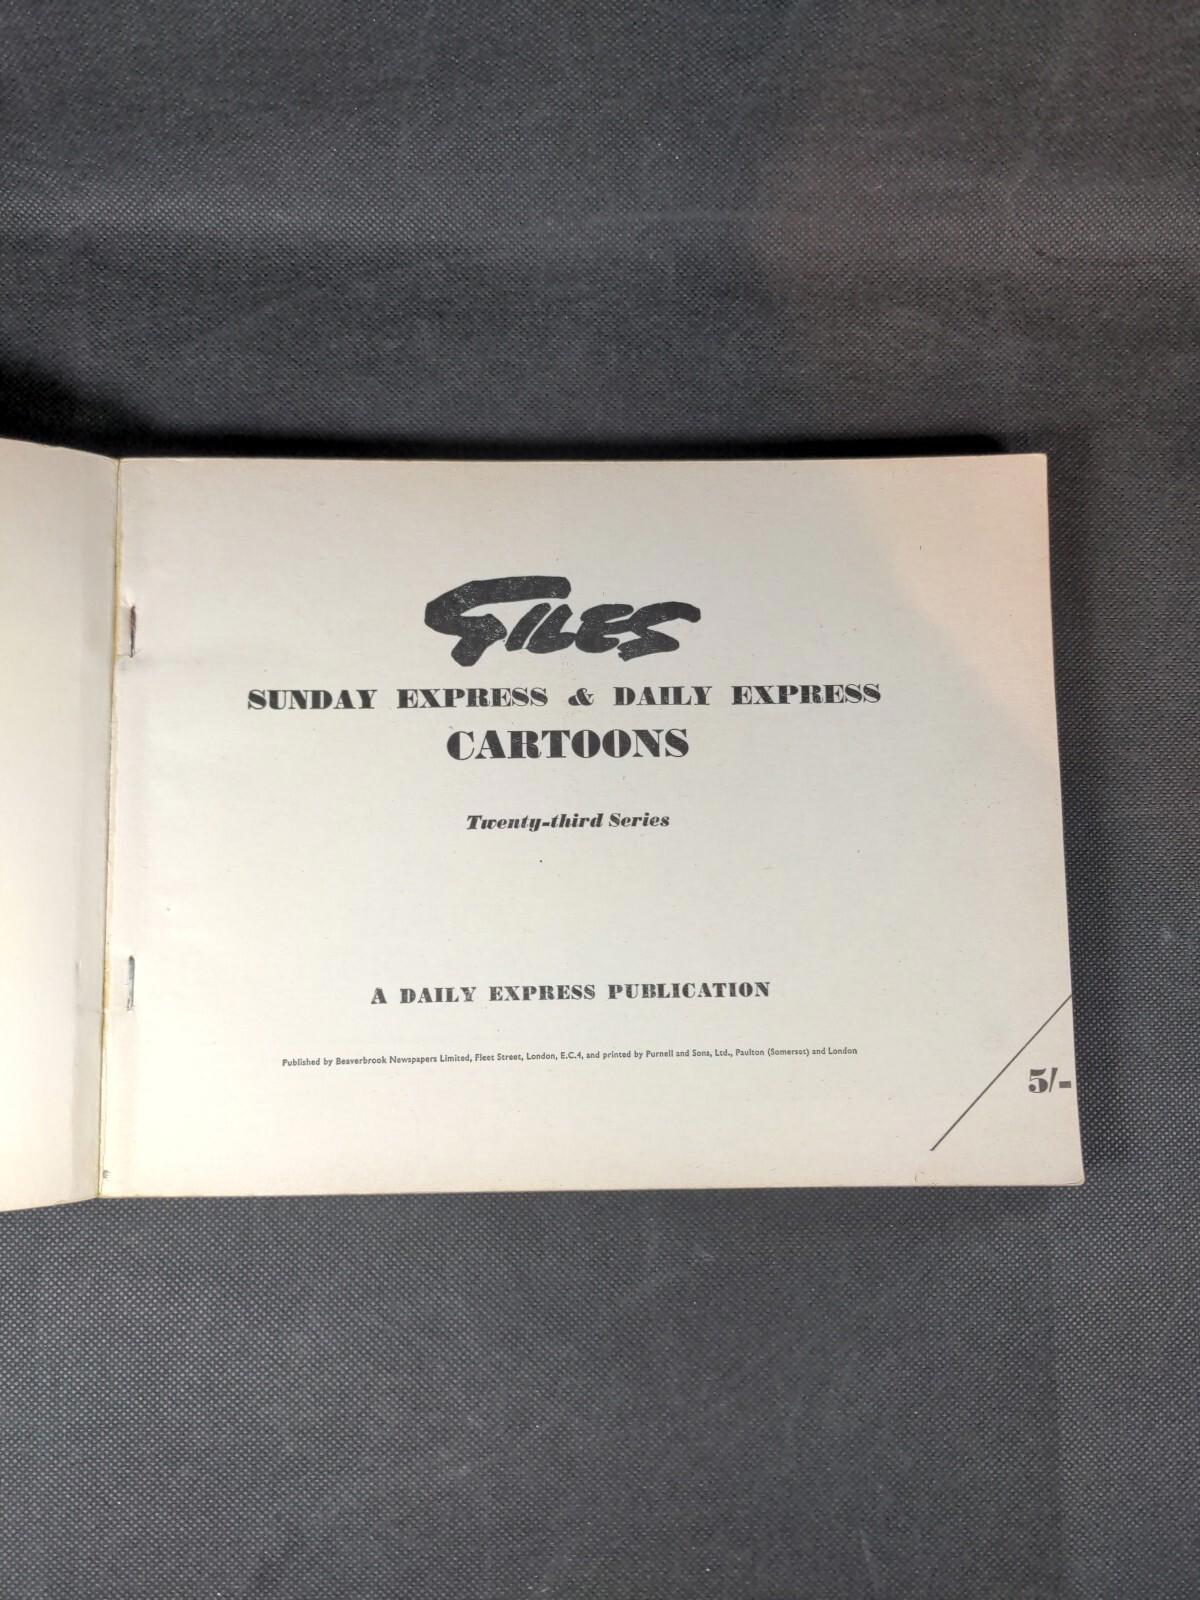 GILES
SUNDAY EXPRESS & DAILY EXPRESS
CARTOONS
Twenty-third Series
A DAILY EXPRESS PUBLICATION
Published by Beaverbrook Newspapers Limited, Fleet Street, London, E.C.4, and printed by Purnell and Sons, Ltd., Paulton (Somerset) and London
5/-